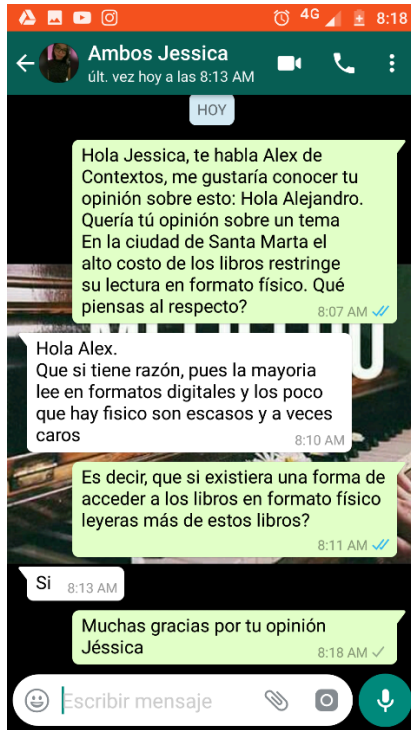 4G 8:18
Ambos Jessica
últ. vez hoy a las 8:13 AM
HOY
Hola Jessica, te habla Alex de
Contextos, me gustaría conocer tu
opinión sobre esto: Hola Alejandro.
Quería tú opinión sobre un tema
En la ciudad de Santa Marta el
alto costo de los libros restringe
su lectura en formato físico. Qué
piensas al respecto?
8:07 AM
Hola Alex.
Que si tiene razón, pues la mayoria
lee en formatos digitales y los poco
que hay fisico son escasos y a veces
caros
8:10 AM
Es decir, que si existiera una forma de
acceder a los libros en formato físico
leyeras más de estos libros?
8:11 AM
Si 8:13 AM
Muchas gracias por tu opinión
Jéssica
8:18 AM
Escribir mensaje